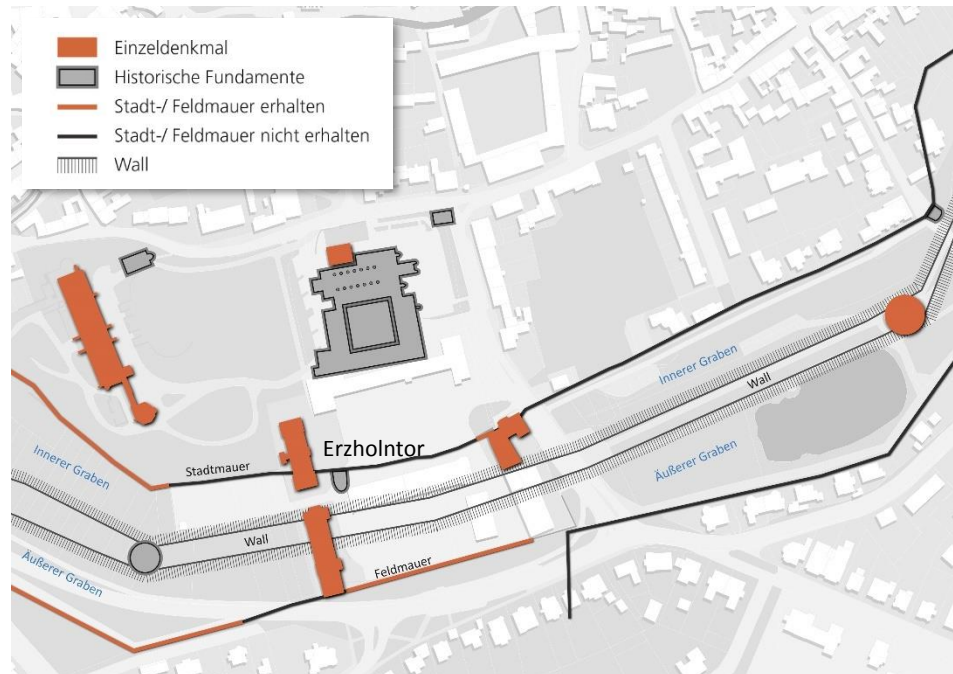 Einzeldenkmal
Historische Fundamente
Stadt-/ Feldmauer erhalten
Stadt-/ Feldmauer nicht erhalten
Wall
Innerer Graben
Wall
Erzholntor
Innerer Graben
Stadtmauer
Äußerer Graben
Wall
Feldmauer
Äußerer Graben